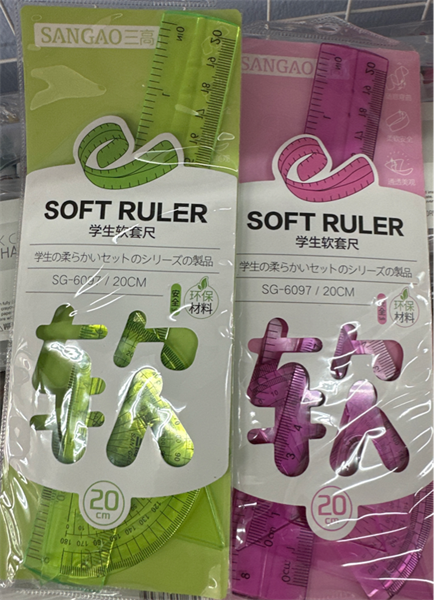 SANGAO三高
SOFT RULER
学生软套尺
学生の柔らかいセットのシリーズの製品
SG-6097 / 20CM
安全
环保
材料
软
20
cm
SANGAO
SOFT RULER
学生软套尺
学生の柔らかいセットのシリーズの製品
SG-6097 / 20CM
环保
材料
软
20
cm